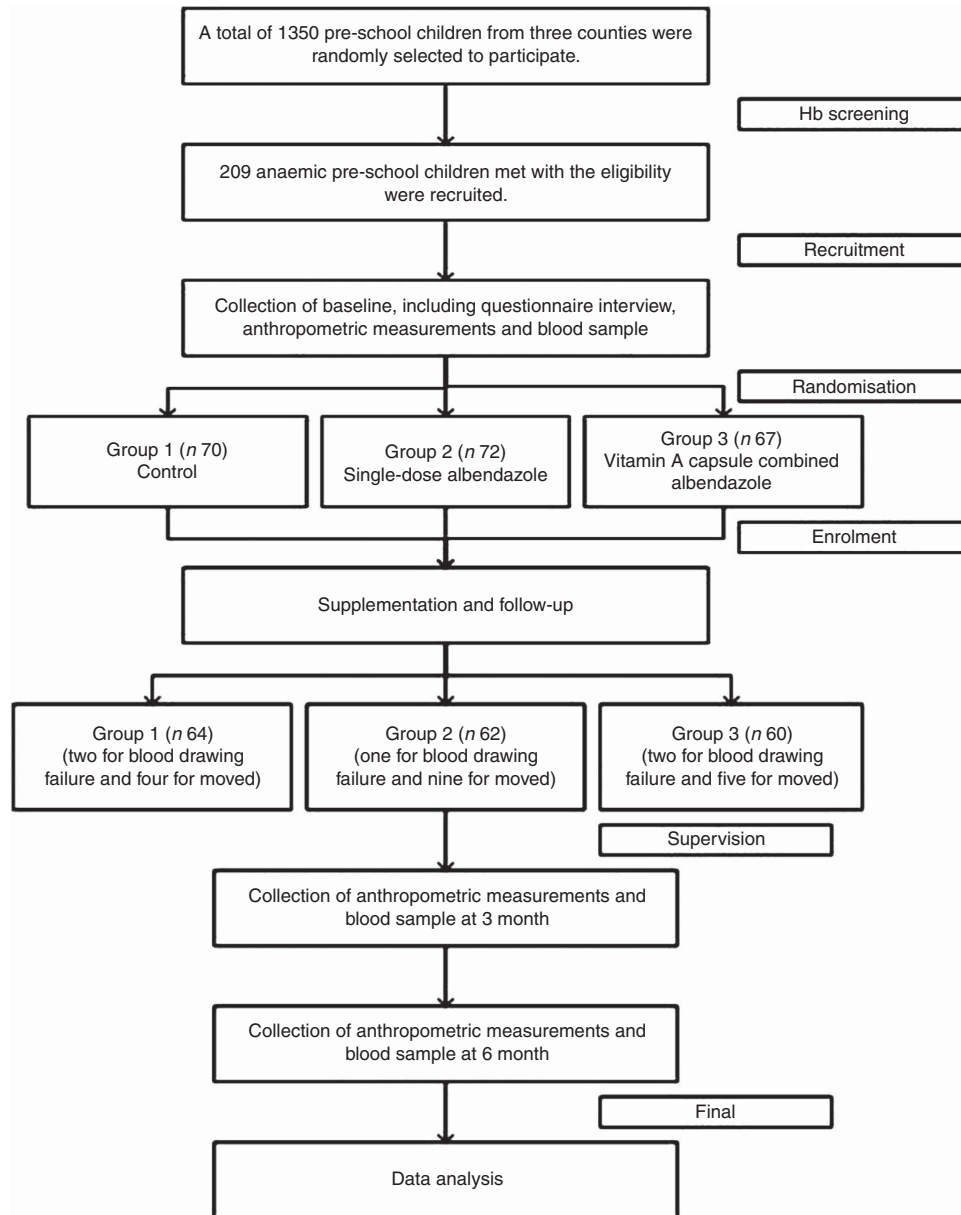 A total of 1350 pre-school children from three counties were
randomly selected to participate.
Hb screening
209 anaemic pre-school children met with the eligibility
were recruited.
Recruitment
Collection of baseline, including questionnaire interview,
anthropometric measurements and blood sample
Randomisation
Group 1 (n 70)
Control
Group 2 (n 72)
Single-dose albendazole
Group 3 (n 67)
Vitamin A capsule combined
albendazole
Enrolment
Supplementation and follow-up
Group 1 (n 64)
(two for blood drawing
failure and four for moved)
Group 2 (n 62)
(one for blood drawing
failure and nine for moved)
Group 3 (n 60)
(two for blood drawing
failure and five for moved)
Supervision
Collection of anthropometric measurements and
blood sample at 3 month
Collection of anthropometric measurements and
blood sample at 6 month
Final
Data analysis